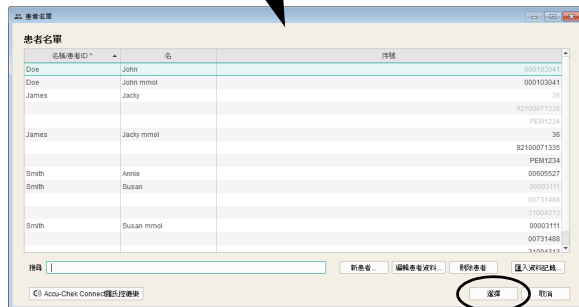 患者名單
患者名單
名稱/患者ID * 名 序號
Doe John 000103041
Doe John mmol 000103041
James Jacky 36
92100071335
PEM1234
James Jacky mmol 36
92100071335
PEM1234
Smith Annie 00605527
Smith Susan 00003111
00731488
31004313
Smith Susan mmol 00003111
00731488
31004313
搜尋 新患者... 編輯患者資料... 刪除患者 匯入資料記錄...
Accu-Chek Connect羅氏控糖樂 選擇 取消